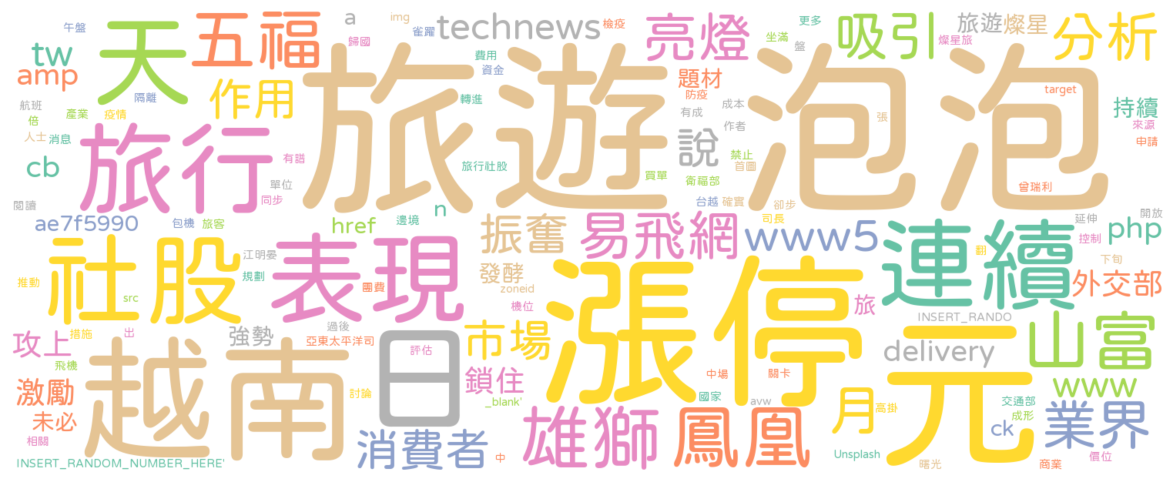 午盤
天
五福
a
img
歸國
雀躍
technews
檢疫
亮燈
更多
坐滿
盤
吸引
旅遊
燦星
燦星旅
分析
tw
amp
隔離
作用
旅遊
泡泡
費用
資金
轉進
題材
防疫
有成
成本
作者
target
持續
來源
申請
航班
倍
產業
疫情
人士
消息
旅行
有譜
說
禁止
首團
張
cb
單位
同步
旅行社股
買單
衛福部
曾瑞利
閱讀
ae7f5990
包機
旅客
href
邊境
n
台越
確實
卻步
司長
延伸
開放
振奮
易飛網
www5
連續
控制
php
社股
江明晏
表現
規劃
發酵
翻
下旬
推動
src
團費
zoneid
機位
漲停
旅
外交部
INSERT_RANDO
攻上
措施
出
強勢
過後
亞東太平洋司
日
市場
元
山富
飛機
越南
評估
鎖住
delivery
激勵
討論
_blank'
中場
關卡
國家
avw
www
未必
月
高掛
交通部
成形
ck
業界
相關
消費者
雄獅
鳳凰
INSERT_RANDOM_NUMBER_HERE'
中
Unsplash
曙光
商業
價位